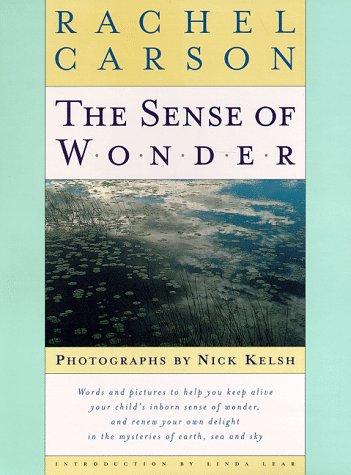 RACHEL
CARSON
THE SENSE OF
W·O·N·D·E·R
PHOTOGRAPHS BY NICK KELSH
Words and pictures to help you keep alive
your child's inborn sense of wonder,
and renew your own delight
in the mysteries of earth, sea and sky
INTRODUCTION BY LINDA LEAR